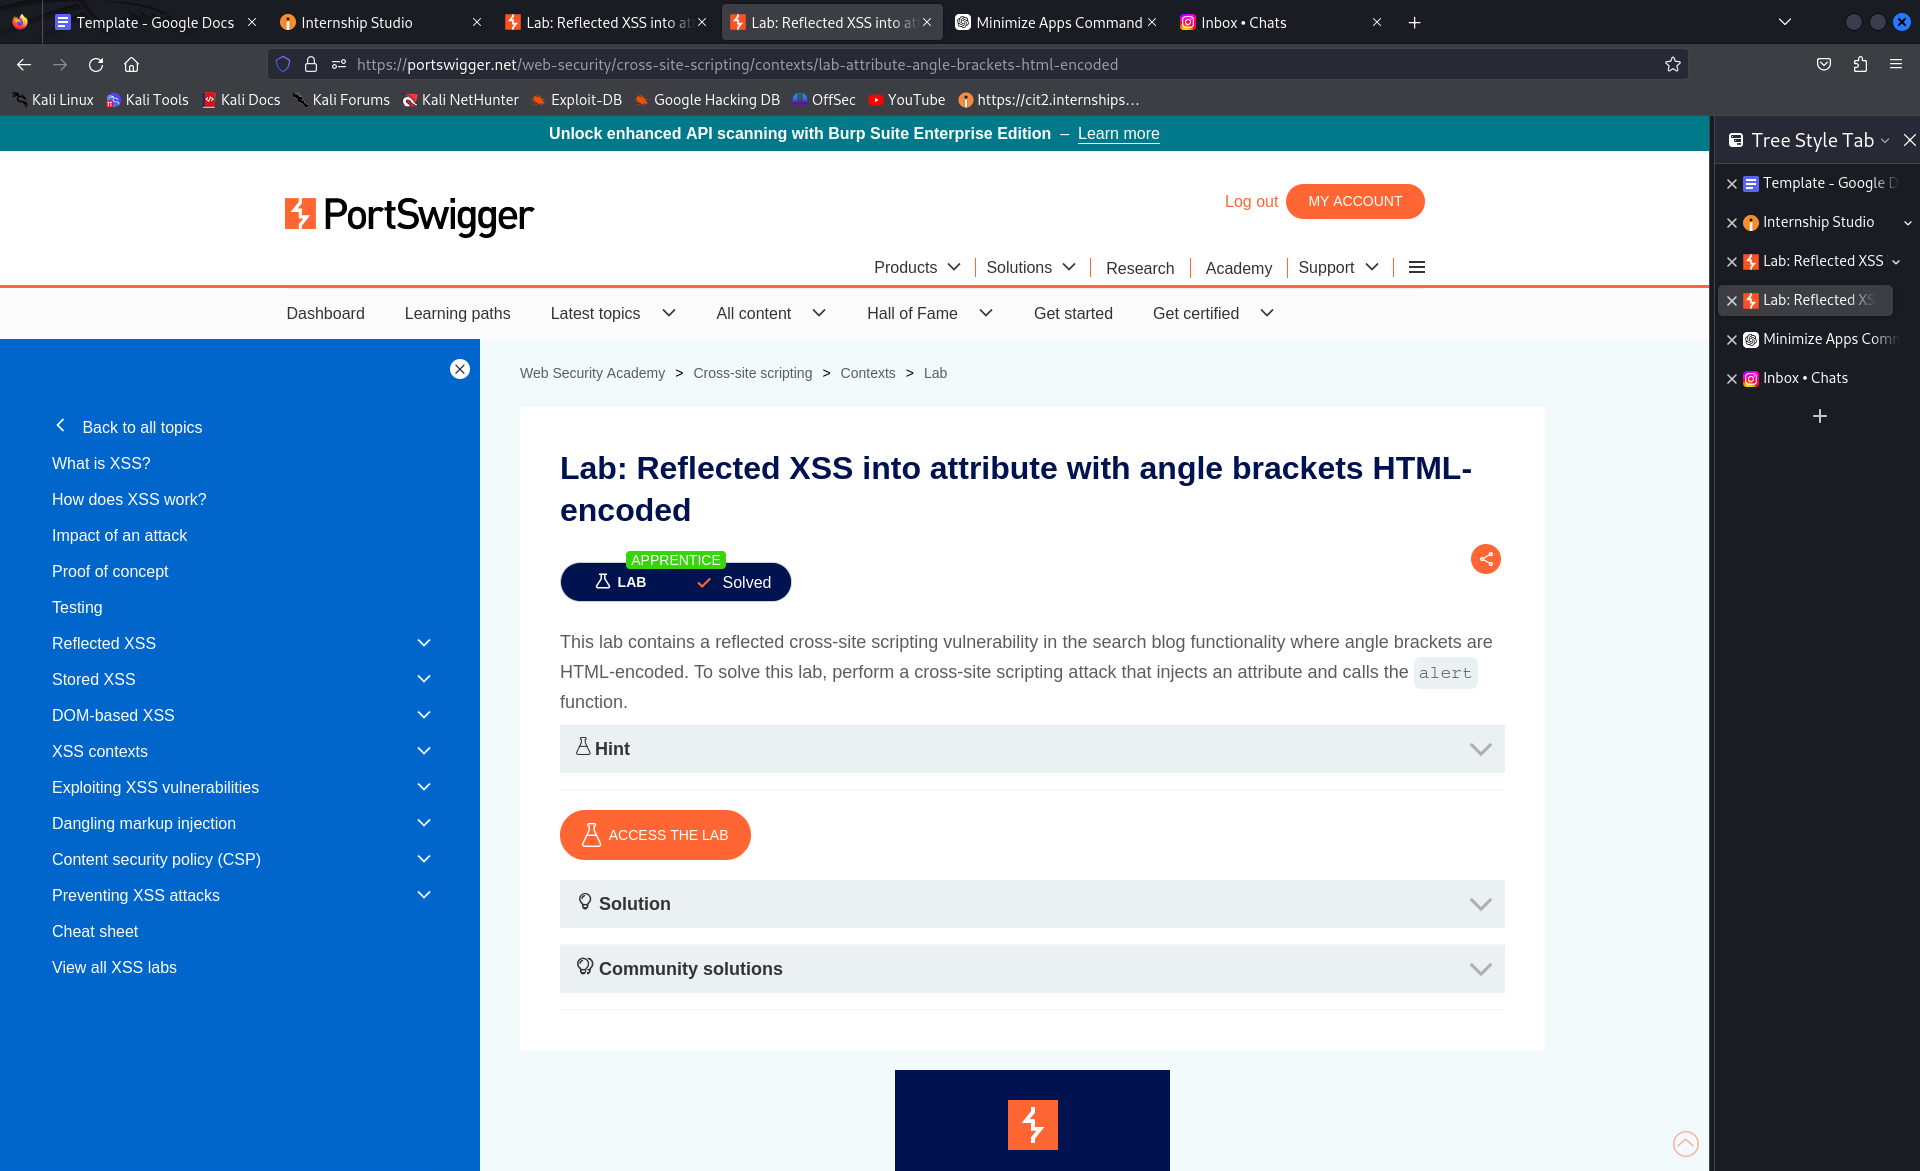 Template - Google Docs
Internship Studio
Lab: Reflected XSS into at
Lab: Reflected XSS into at
Minimize Apps Command
Inbox • Chats
https://portswigger.net/web-security/cross-site-scripting/contexts/lab-attribute-angle-brackets-html-encoded
Kali Linux
Kali Tools
Kali Docs
Kali Forums
Kali NetHunter
Exploit-DB
Google Hacking DB
OffSec
YouTube
https://cit2.internships...
Unlock enhanced API scanning with Burp Suite Enterprise Edition – Learn more
PortSwigger
Log out
MY ACCOUNT
Products
Solutions
Research
Academy
Support
Dashboard
Learning paths
Latest topics
All content
Hall of Fame
Get started
Get certified
Back to all topics
What is XSS?
How does XSS work?
Impact of an attack
Proof of concept
Testing
Reflected XSS
Stored XSS
DOM-based XSS
XSS contexts
Exploiting XSS vulnerabilities
Dangling markup injection
Content security policy (CSP)
Preventing XSS attacks
Cheat sheet
View all XSS labs
Web Security Academy > Cross-site scripting > Contexts > Lab
Lab: Reflected XSS into attribute with angle brackets HTML-
encoded
APPRENTICE
LAB
Solved
This lab contains a reflected cross-site scripting vulnerability in the search blog functionality where angle brackets are
HTML-encoded. To solve this lab, perform a cross-site scripting attack that injects an attribute and calls the alert
function.
Hint
ACCESS THE LAB
Solution
Community solutions
Tree Style Tab
Template - Google D
Internship Studio
Lab: Reflected XSS
Lab: Reflected XS
Minimize Apps Com
Inbox • Chats